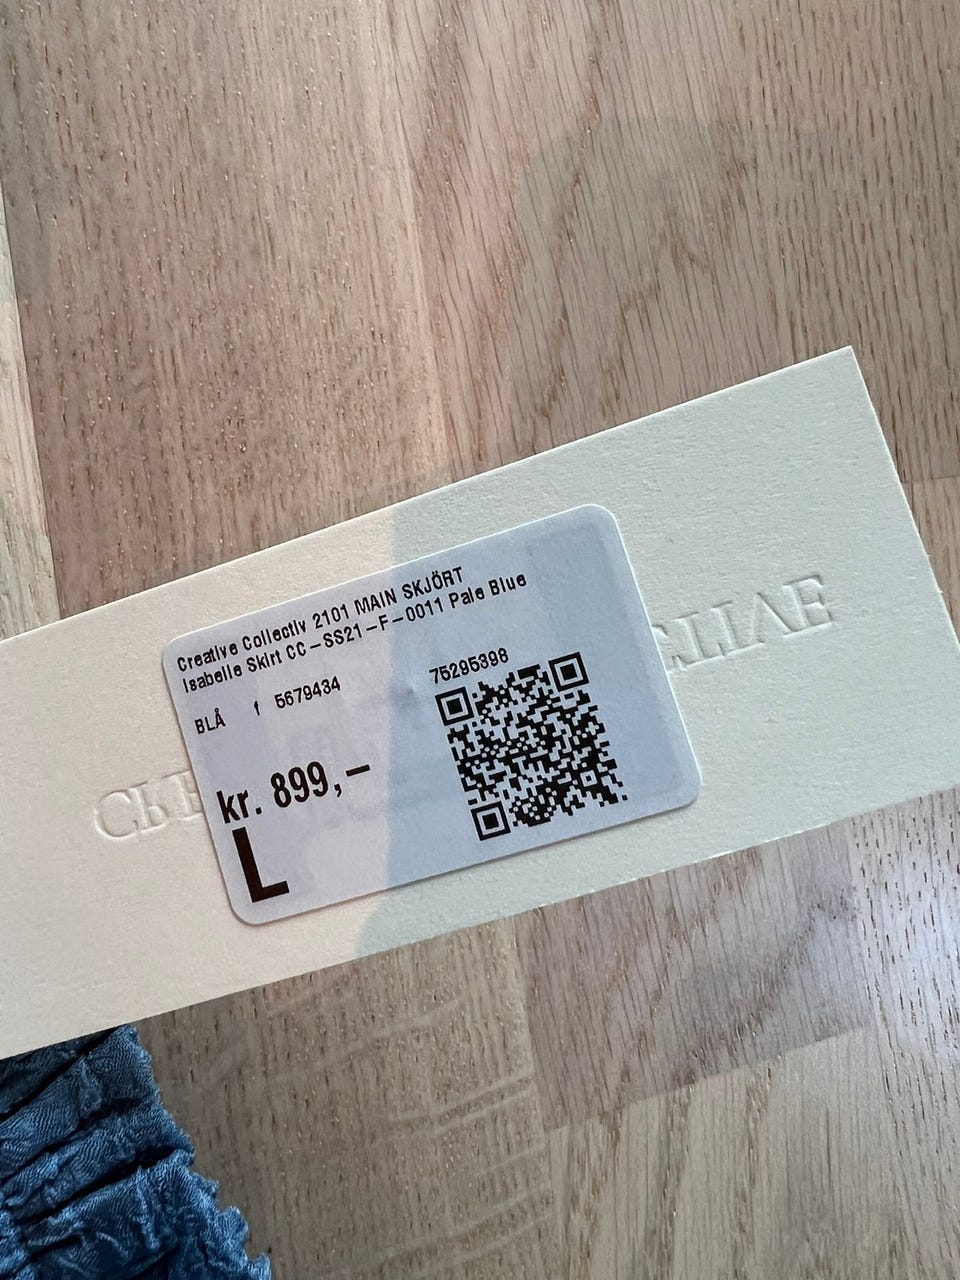 Creative Collectiv 2101 MAIN SKJÖRT
Isabelle Skirt CC-SS21-F-0011 Pale Blue
BLÅ 1 5679434
75295398
kr. 899,-
L